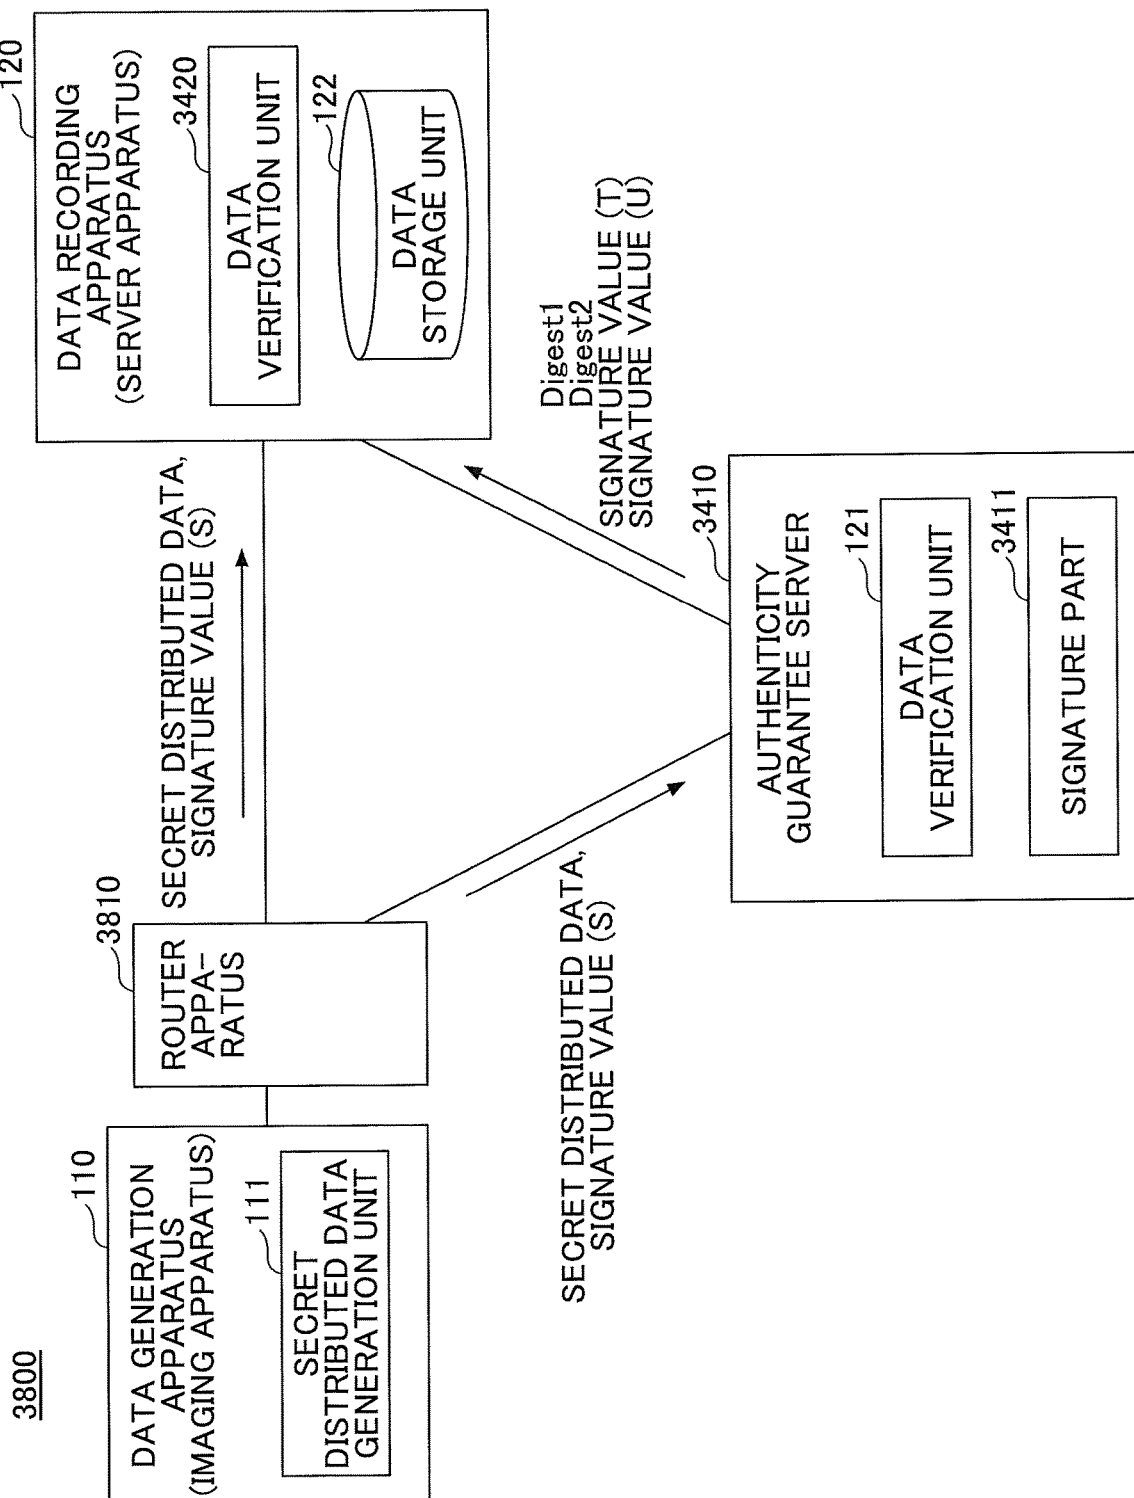 3800
110
DATA GENERATION
APPARATUS
(IMAGING APPARATUS)
111
SECRET
DISTRIBUTED DATA
GENERATION UNIT
3810
ROUTER
APPA-
RATUS
SECRET DISTRIBUTED DATA,
SIGNATURE VALUE (S)
SECRET DISTRIBUTED DATA,
SIGNATURE VALUE (S)
120
DATA RECORDING
APPARATUS
(SERVER APPARATUS)
3420
DATA
VERIFICATION UNIT
122
DATA
STORAGE UNIT
Digest1
Digest2
SIGNATURE VALUE (T)
SIGNATURE VALUE (U)
3410
AUTHENTICITY
GUARANTEE SERVER
121
DATA
VERIFICATION UNIT
3411
SIGNATURE PART